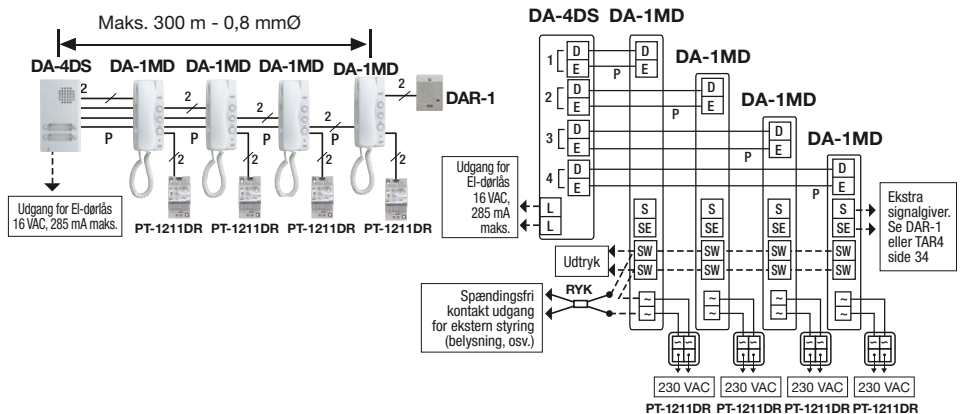 Maks. 300 m - 0,8 mmØ
DA-4DS DA-1MD DA-1MD DA-1MD DA-1MD
2
2
2
2
2
DAR-1
P
P
P
P
2
2
2
2
Udgang for
El-dørlås
16 VAC, 285 mA maks.
PT-1211DR PT-1211DR PT-1211DR PT-1211DR
DA-4DS DA-1MD
DA-1MD
DA-1MD
DA-1MD
1
D
E
D
E
P
2
D
E
D
E
P
3
D
E
D
E
P
4
D
E
D
E
P
Udgang for
El-dørlås
16 VAC,
285 mA
maks.
L
L
S S S S
SE SE SE SE
SW SW SW SW
SW SW SW SW
Ekstra
signalgiver.
Se DAR-1
eller TAR4
side 34
Udtryk
RYK
Spændingsfri
kontakt udgang
for ekstern styring
(belysning, osv.)
~ ~ ~ ~
~ ~ ~ ~
230 VAC 230 VAC 230 VAC 230 VAC
PT-1211DR PT-1211DR PT-1211DR PT-1211DR